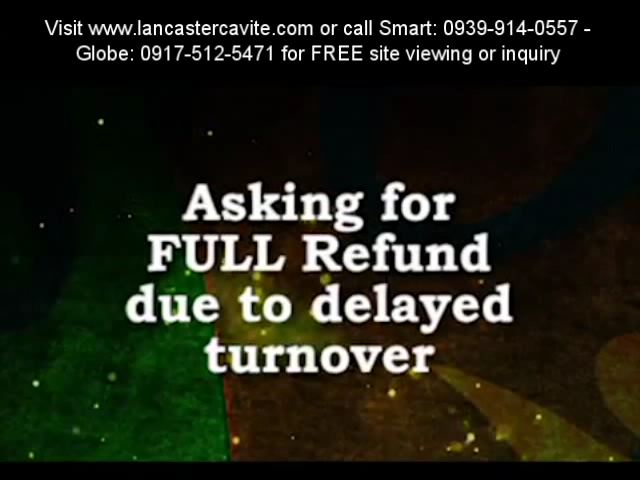 Visit www.lancastercavite.com or call Smart: 0939-914-0557 -
Globe: 0917-512-5471 for FREE site viewing or inquiry
Asking for
FULL Refund
due to delayed
turnover